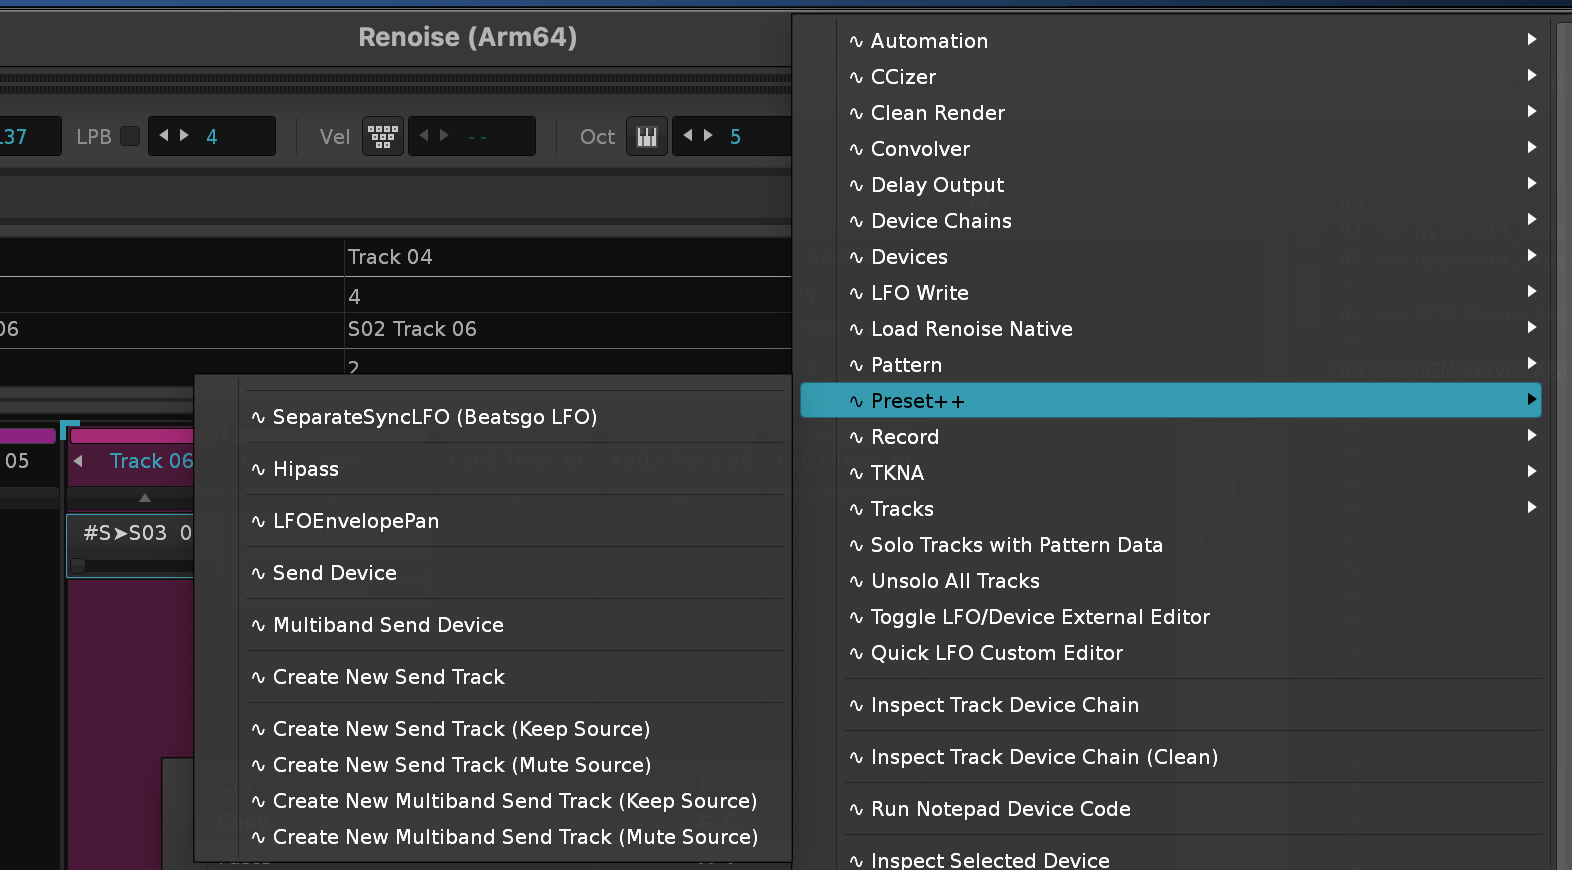 Renoise (Arm64)
137
LPB
4
Vel
--
Oct
5
Track 04
4
06
S02 Track 06
2
05
Track 06
#S➤S03 0
∿ SeparateSyncLFO (Beatsgo LFO)
∿ Hipass
∿ LFOEnvelopePan
∿ Send Device
∿ Multiband Send Device
∿ Create New Send Track
∿ Create New Send Track (Keep Source)
∿ Create New Send Track (Mute Source)
∿ Create New Multiband Send Track (Keep Source)
∿ Create New Multiband Send Track (Mute Source)
∿ Automation
∿ CCizer
∿ Clean Render
∿ Convolver
∿ Delay Output
∿ Device Chains
∿ Devices
∿ LFO Write
∿ Load Renoise Native
∿ Pattern
∿ Preset++
∿ Record
∿ TKNA
∿ Tracks
∿ Solo Tracks with Pattern Data
∿ Unsolo All Tracks
∿ Toggle LFO/Device External Editor
∿ Quick LFO Custom Editor
∿ Inspect Track Device Chain
∿ Inspect Track Device Chain (Clean)
∿ Run Notepad Device Code
∿ Inspect Selected Device